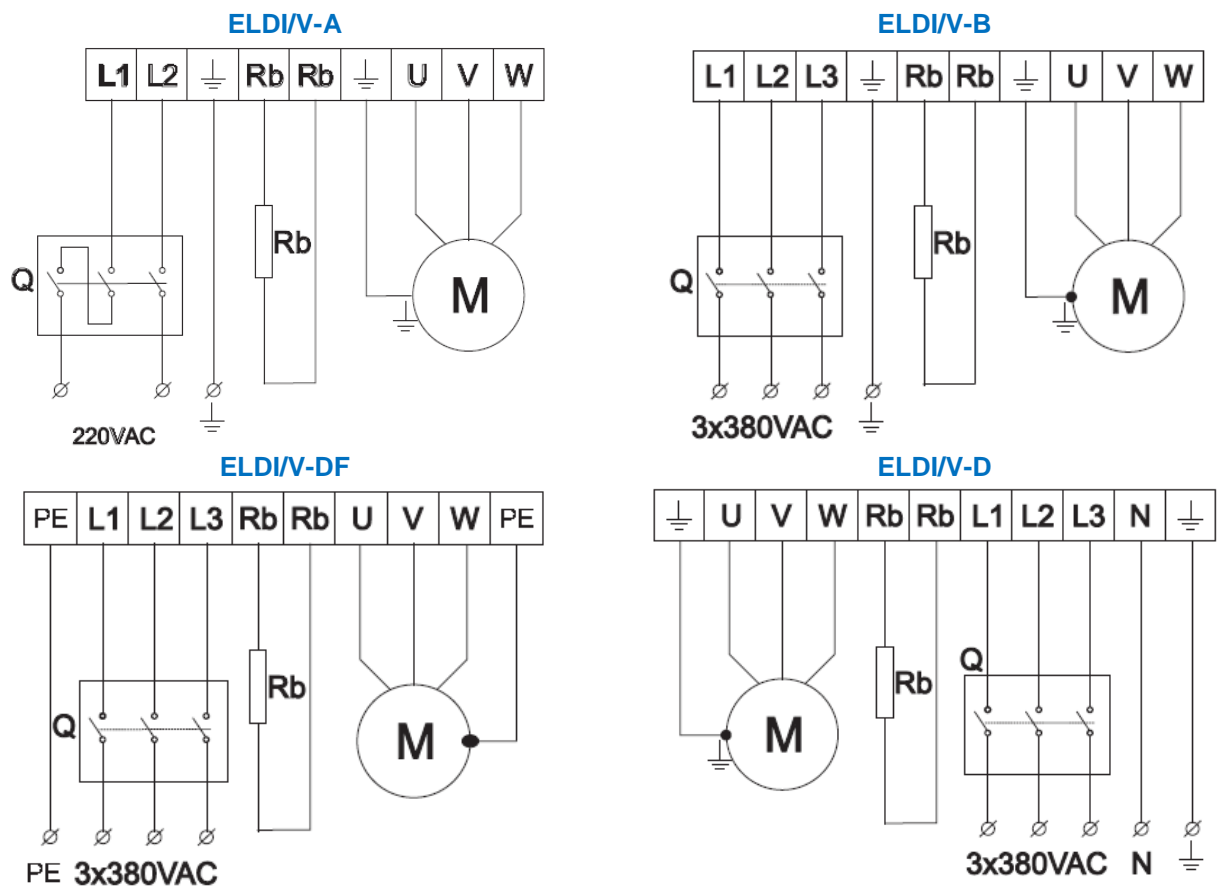 ELDI/V-A
L1 L2 ⏚ Rb Rb ⏚ U V W
Rb
Q
M
220VAC
ELDI/V-B
L1 L2 L3 ⏚ Rb Rb ⏚ U V W
Rb
Q
M
3x380VAC
ELDI/V-DF
PE L1 L2 L3 Rb Rb U V W PE
Rb
Q
M
PE 3x380VAC
ELDI/V-D
⏚ U V W Rb Rb L1 L2 L3 N ⏚
Q
Rb
M
3x380VAC N